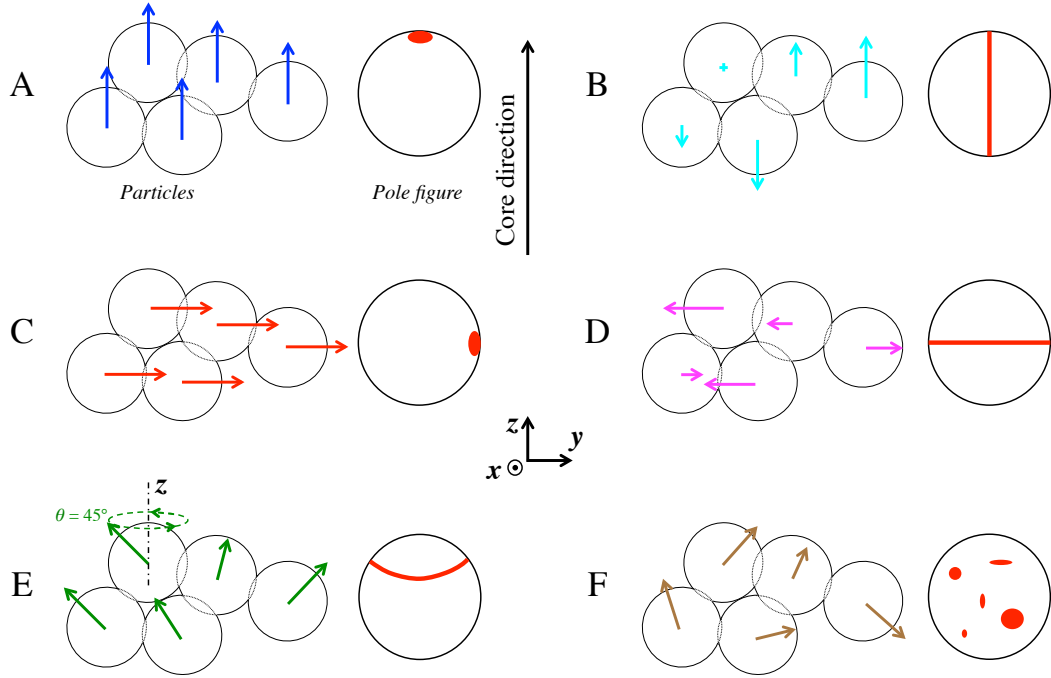 A
Particles
Pole figure
Core direction
B
C
D
z
y
x
z
θ = 45°
E
F